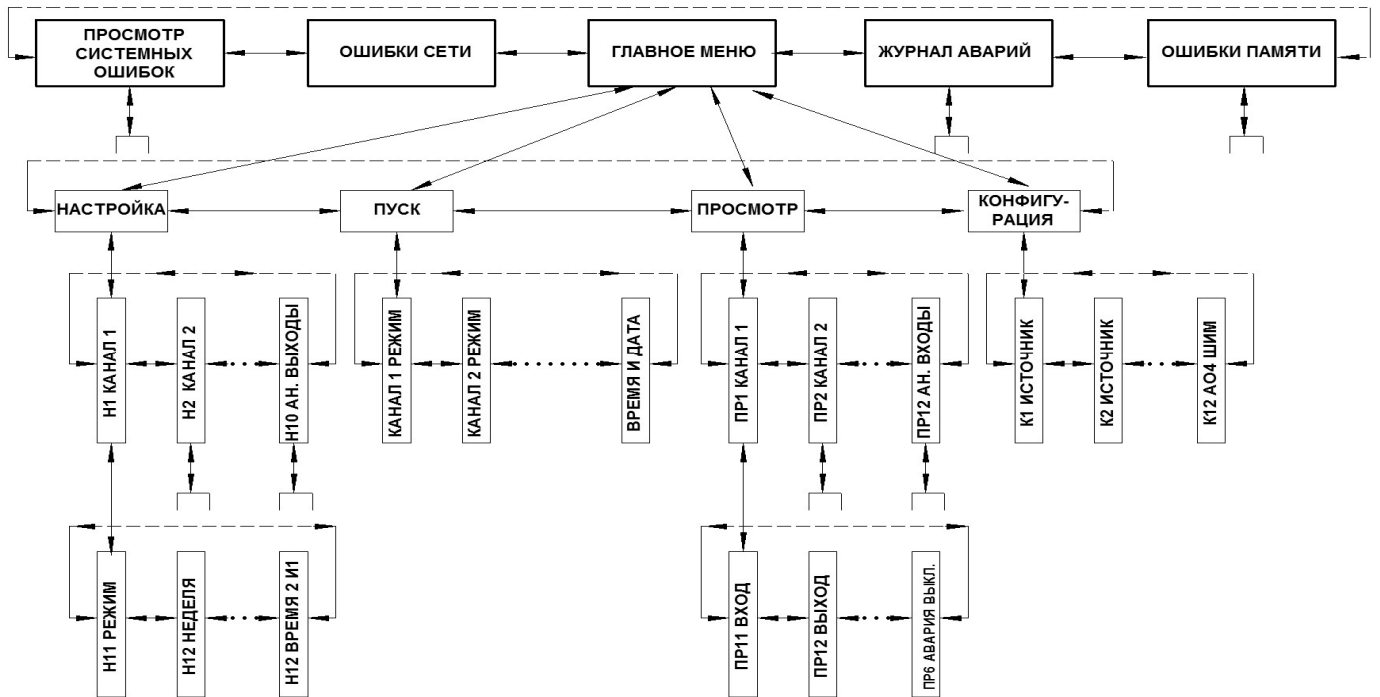 ПРОСМОТР
СИСТЕМНЫХ
ОШИБОК
ОШИБКИ СЕТИ
ГЛАВНОЕ МЕНЮ
ЖУРНАЛ АВАРИЙ
ОШИБКИ ПАМЯТИ
НАСТРОЙКА
ПУСК
ПРОСМОТР
КОНФИГУ-
РАЦИЯ
Н1 КАНАЛ 1
Н2 КАНАЛ 2
Н10 АН. ВЫХОДЫ
КАНАЛ 1 РЕЖИМ
КАНАЛ 2 РЕЖИМ
ВРЕМЯ И ДАТА
ПР1 КАНАЛ 1
ПР2 КАНАЛ 2
ПР12 АН. ВХОДЫ
К1 ИСТОЧНИК
К2 ИСТОЧНИК
К12 АО4 ШИМ
Н11 РЕЖИМ
Н12 НЕДЕЛЯ
Н12 ВРЕМЯ 2 И1
ПР11 ВХОД
ПР12 ВЫХОД
ПР6 АВАРИЯ ВЫКЛ.